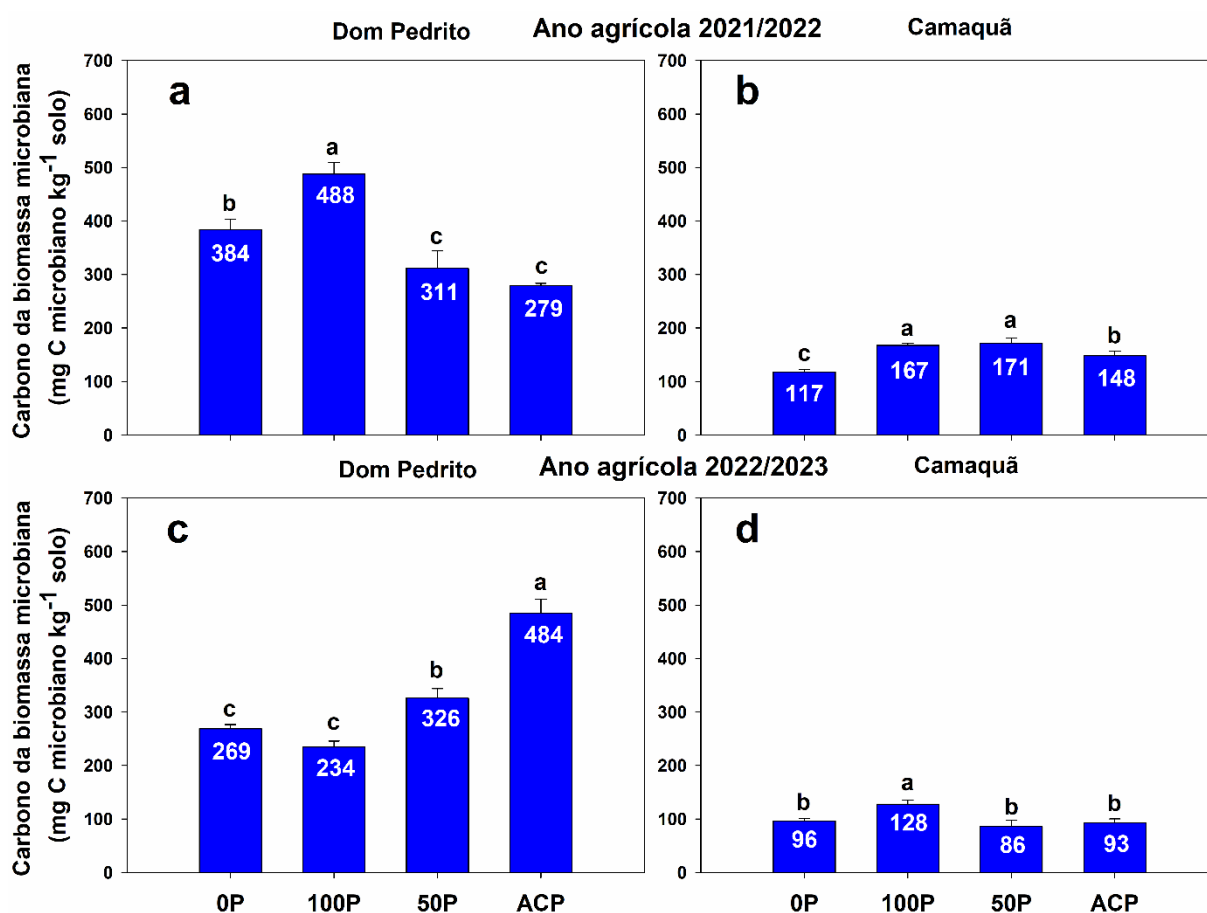 Dom Pedrito Ano agrícola 2021/2022 Camaquã
Carbono da biomassa microbiana
(mg C microbiano kg-1 solo)
a
700
600
500
400
300
200
100
0
b
384
a
488
c
311
c
279
b
700
600
500
400
300
200
100
0
c
117
a
167
a
171
b
148
Dom Pedrito Ano agrícola 2022/2023 Camaquã
Carbono da biomassa microbiana
(mg C microbiano kg-1 solo)
c
700
600
500
400
300
200
100
0
c
269
c
234
b
326
a
484
0P 100P 50P ACP
d
700
600
500
400
300
200
100
0
b
96
a
128
b
86
b
93
0P 100P 50P ACP